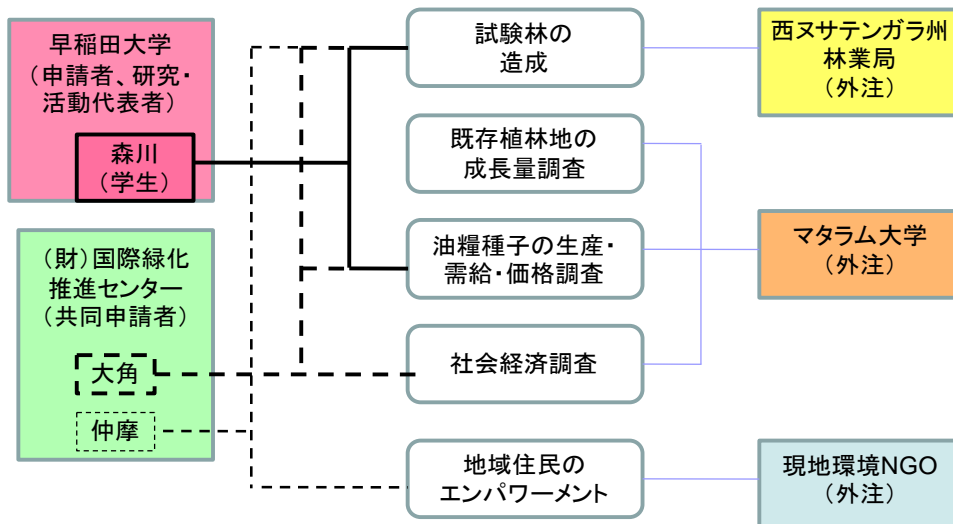 早稲田大学
（申請者、研究・
活動代表者）
森川
（学生）
（財）国際緑化
推進センター
（共同申請者）
大角
仲摩
試験林の
造成
既存植林地の
成長量調査
油糧種子の生産・
需給・価格調査
社会経済調査
地域住民の
エンパワーメント
西ヌサテンガラ州
林業局
（外注）
マタラム大学
（外注）
現地環境NGO
（外注）